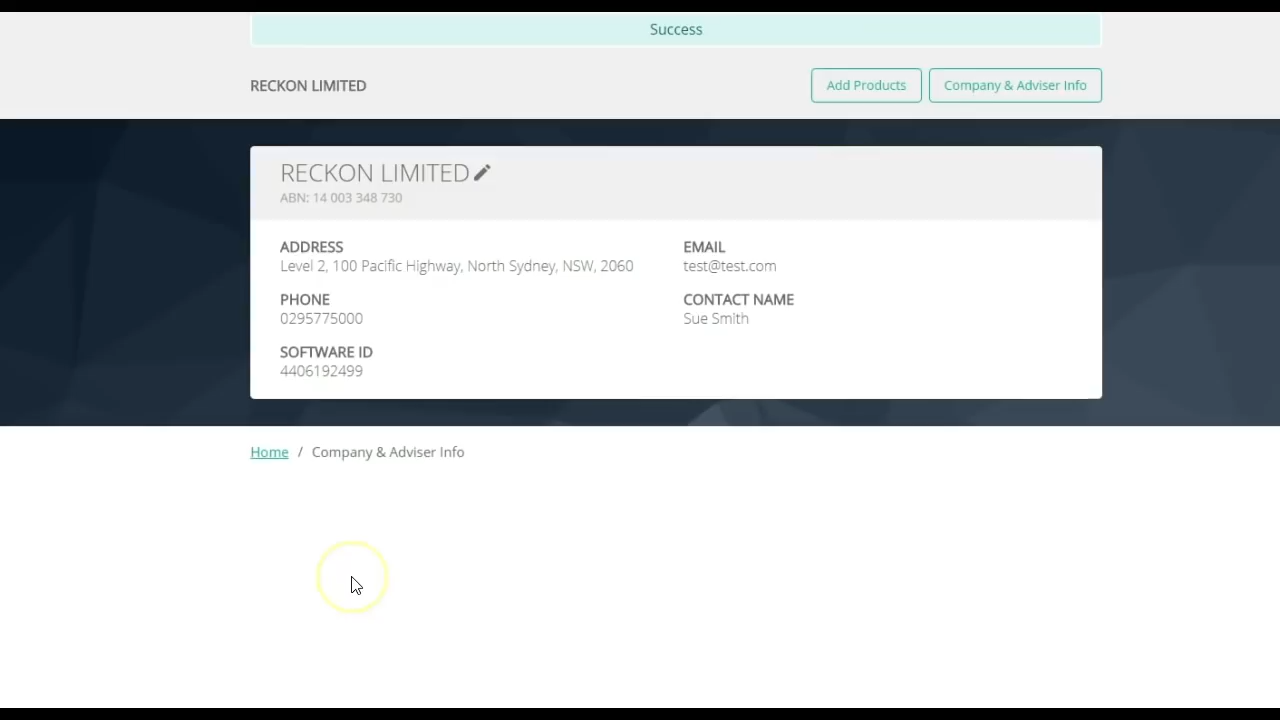 Success
RECKON LIMITED
Add Products
Company & Adviser Info
RECKON LIMITED
ABN: 14 003 348 730
ADDRESS
Level 2, 100 Pacific Highway, North Sydney, NSW, 2060
EMAIL
test@test.com
PHONE
0295775000
CONTACT NAME
Sue Smith
SOFTWARE ID
4406192499
Home / Company & Adviser Info